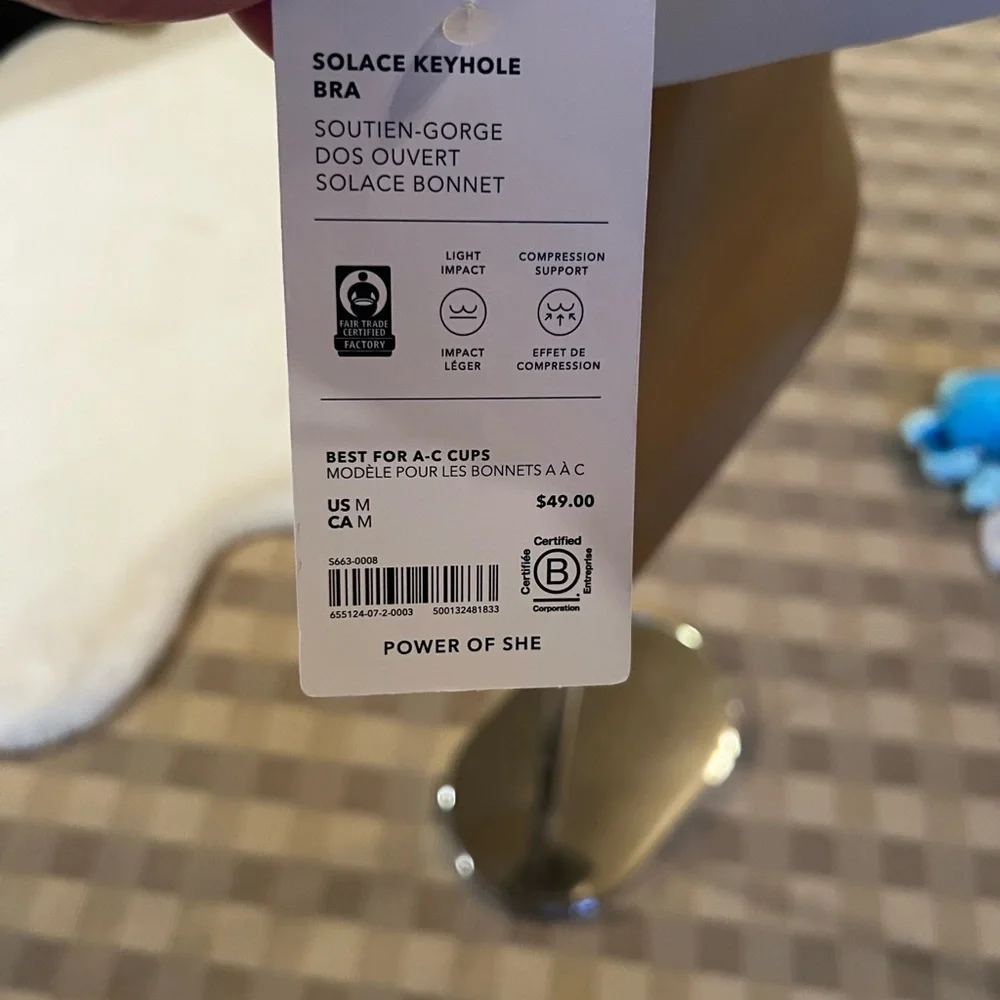 SOLACE KEYHOLE
BRA
SOUTIEN-GORGE
DOS OUVERT
SOLACE BONNET
FAIR TRADE
CERTIFIED
FACTORY
LIGHT
IMPACT
IMPACT
LÉGER
COMPRESSION
SUPPORT
EFFET DE
COMPRESSION
BEST FOR A-C CUPS
MODÈLE POUR LES BONNETS A À C
US M
CA M
$49.00
S663-0008
655124-07-2-0003 500132481833
Certified
Certifiée
B
Entreprise
Corporation
POWER OF SHE